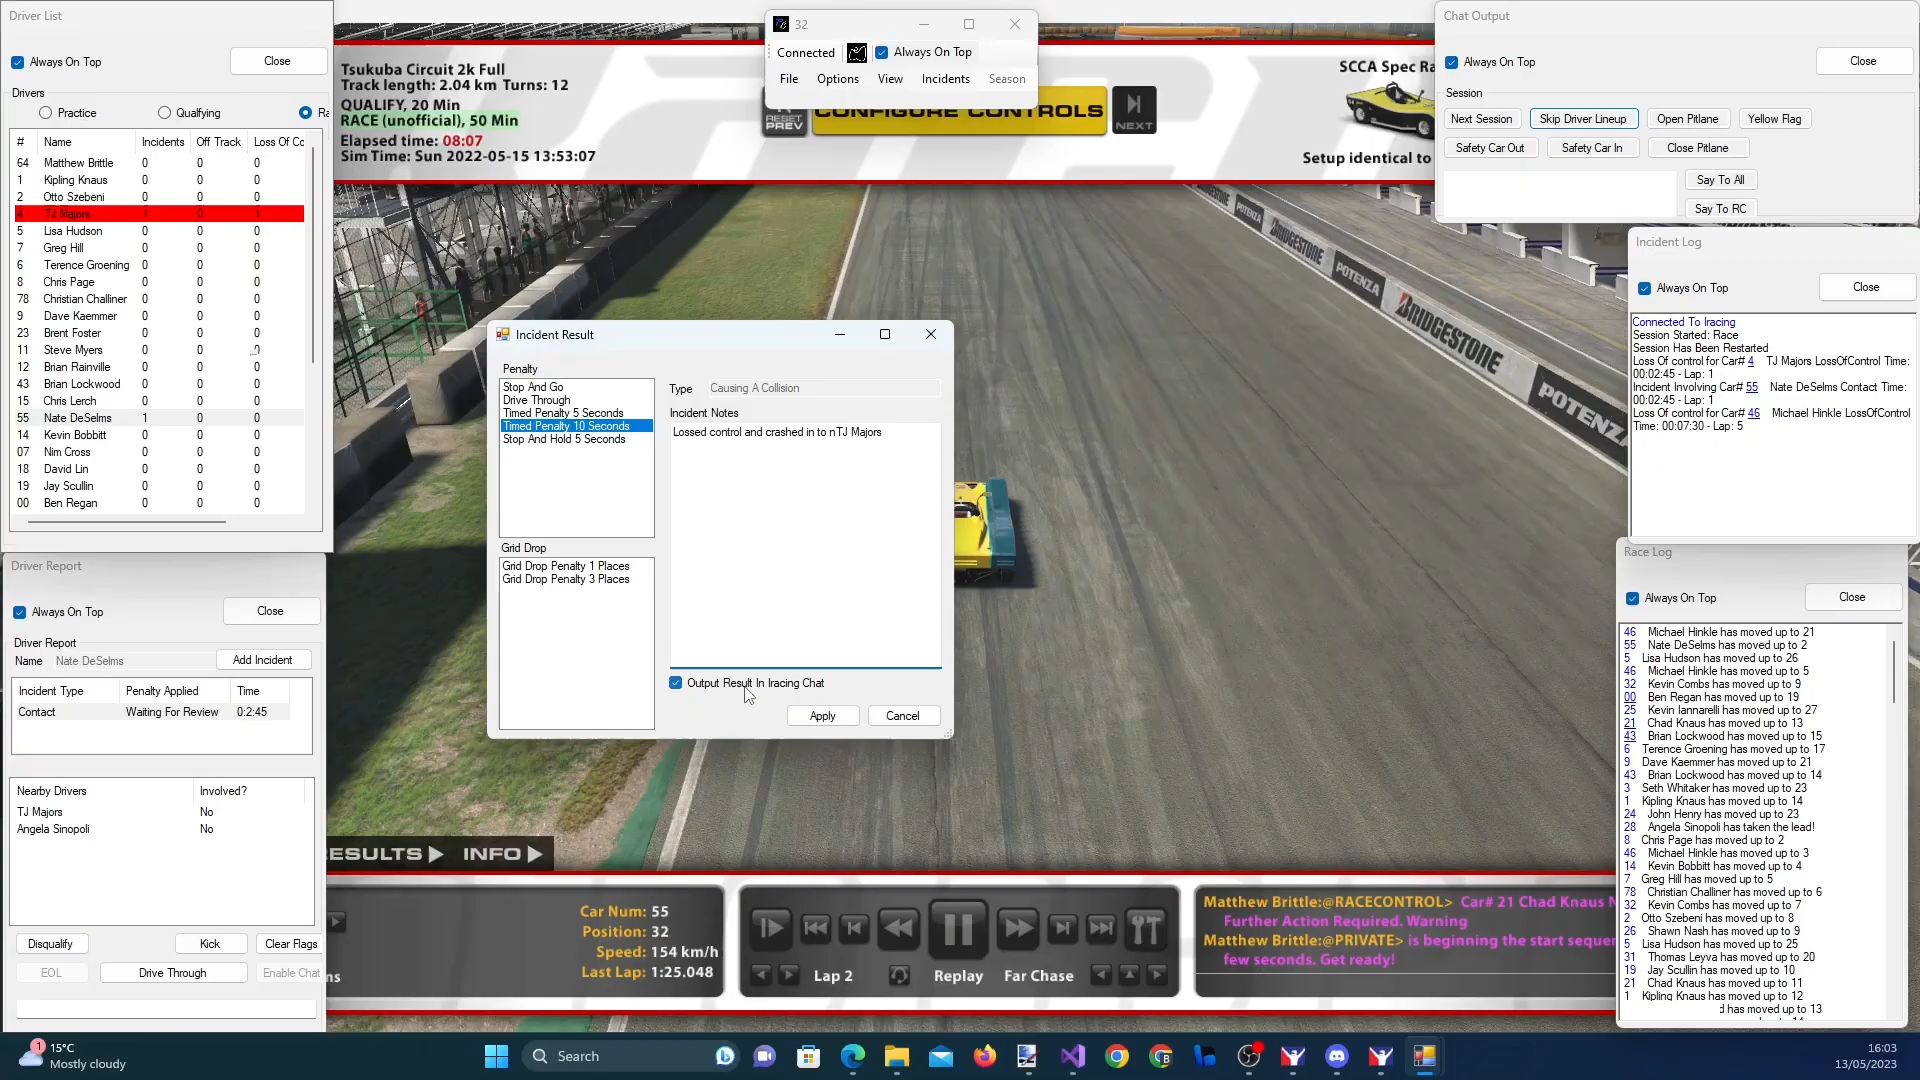 Driver List
Always On Top
Close
Drivers
Practice
Qualifying
Ra
# Name Incidents Off Track Loss Of Co
64 Matthew Brittle 0 0 0
1 Kipling Knaus 0 0 0
2 Otto Szebeni 0 0 0
4 TJ Majors 1 0 1
5 Lisa Hudson 0 0 0
7 Greg Hill 0 0 0
6 Terence Groening 0 0 0
8 Chris Page 0 0 0
78 Christian Challiner 0 0 0
9 Dave Kaemmer 0 0 0
23 Brent Foster 0 0 0
11 Steve Myers 0 0 0
12 Brian Rainville 0 0 0
43 Brian Lockwood 0 0 0
15 Chris Lerch 0 0 0
55 Nate DeSelms 1 0 0
14 Kevin Bobbitt 0 0 0
07 Nim Cross 0 0 0
18 David Lin 0 0 0
19 Jay Scullin 0 0 0
00 Ben Regan 0 0 0
Driver Report
Always On Top
Close
Driver Report
Name Nate DeSelms Add Incident
Incident Type Penalty Applied Time
Contact Waiting For Review 0:2:45
Nearby Drivers Involved?
TJ Majors No
Angela Sinopoli No
Disqualify Kick Clear Flags
EOL Drive Through Enable Chat
Tsukuba Circuit 2k Full
Track length: 2.04 km Turns: 12
QUALIFY, 20 Min
RACE (unofficial), 50 Min
Elapsed time: 08:07
Sim Time: Sun 2022-05-15 13:53:07
32
Connected Always On Top
File Options View Incidents Season
RESET PREV
CONFIGURE CONTROLS
NEXT
SCCA Spec Ra
Setup identical to
POTENZA
BRIDGESTONE
POTENZA
BRIDGESTONE
POTENZA
Incident Result
Penalty
Stop And Go
Drive Through
Timed Penalty 5 Seconds
Timed Penalty 10 Seconds
Stop And Hold 5 Seconds
Grid Drop
Grid Drop Penalty 1 Places
Grid Drop Penalty 3 Places
Type Causing A Collision
Incident Notes
Lossed control and crashed in to nTJ Majors
Output Result In Iracing Chat
Apply Cancel
ESULTS INFO
ns
Car Num: 55
Position: 32
Speed: 154 km/h
Last Lap: 1:25.048
Lap 2 Replay Far Chase
Matthew Brittle:@RACECONTROL> Car# 21 Chad Knaus N
Further Action Required. Warning
Matthew Brittle:@PRIVATE> is beginning the start sequen
few seconds. Get ready!
Chat Output
Always On Top
Close
Session
Next Session Skip Driver Lineup Open Pitlane Yellow Flag
Safety Car Out Safety Car In Close Pitlane
Say To All
Say To RC
Incident Log
Always On Top
Close
Connected To Iracing
Session Started: Race
Session Has Been Restarted
Loss Of control for Car# 4 TJ Majors LossOfControl Time:
00:02:45 - Lap: 1
Incident Involving Car# 55 Nate DeSelms Contact Time:
00:02:45 - Lap: 1
Loss Of control for Car# 46 Michael Hinkle LossOfControl
Time: 00:07:30 - Lap: 5
Race Log
Always On Top
Close
46 Michael Hinkle has moved up to 21
55 Nate DeSelms has moved up to 2
5 Lisa Hudson has moved up to 26
46 Michael Hinkle has moved up to 5
32 Kevin Combs has moved up to 9
00 Ben Regan has moved up to 19
25 Kevin Iannarelli has moved up to 27
21 Chad Knaus has moved up to 13
43 Brian Lockwood has moved up to 15
6 Terence Groening has moved up to 17
9 Dave Kaemmer has moved up to 21
43 Brian Lockwood has moved up to 14
3 Seth Whitaker has moved up to 23
1 Kipling Knaus has moved up to 14
24 John Henry has moved up to 23
28 Angela Sinopoli has taken the lead!
8 Chris Page has moved up to 2
46 Michael Hinkle has moved up to 3
14 Kevin Bobbitt has moved up to 4
7 Greg Hill has moved up to 5
78 Christian Challiner has moved up to 6
32 Kevin Combs has moved up to 7
2 Otto Szebeni has moved up to 8
26 Shawn Nash has moved up to 9
5 Lisa Hudson has moved up to 25
31 Thomas Leyva has moved up to 20
19 Jay Scullin has moved up to 10
21 Chad Knaus has moved up to 11
1 Kipling Knaus has moved up to 12
d has moved up to 13
1
15°C
Mostly cloudy
Search
16:03
13/05/2023